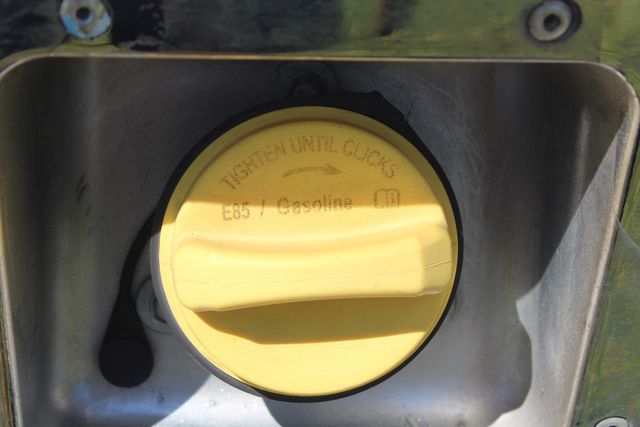 TIGHTEN UNTIL CLICKS
E85 / Gasoline